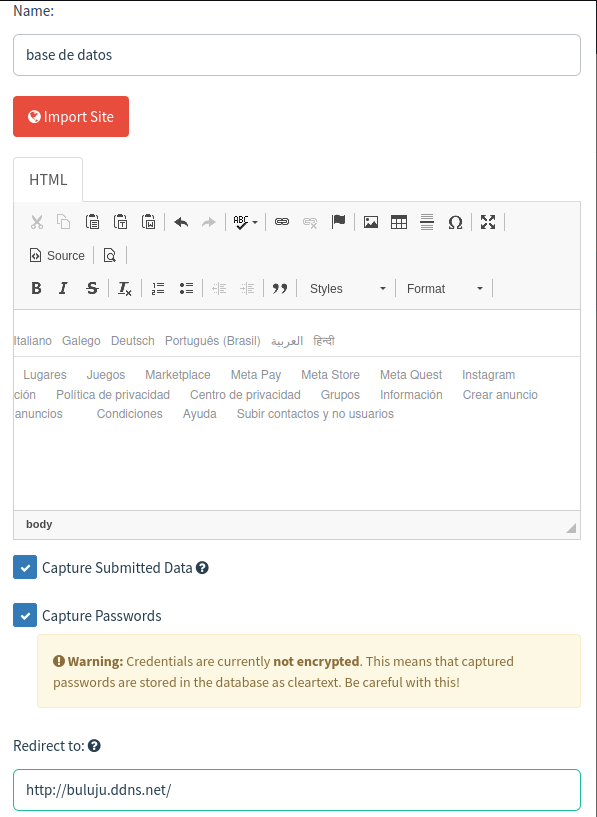 Name:
base de datos
Import Site
HTML
ABC
Source
B I S Tx Styles Format
Italiano Galego Deutsch Português (Brasil) العربية हिन्दी
Lugares Juegos Marketplace Meta Pay Meta Store Meta Quest Instagram
ción Política de privacidad Centro de privacidad Grupos Información Crear anuncio
anuncios Condiciones Ayuda Subir contactos y no usuarios
body
Capture Submitted Data
Capture Passwords
Warning: Credentials are currently not encrypted. This means that captured
passwords are stored in the database as cleartext. Be careful with this!
Redirect to:
http://buluju.ddns.net/